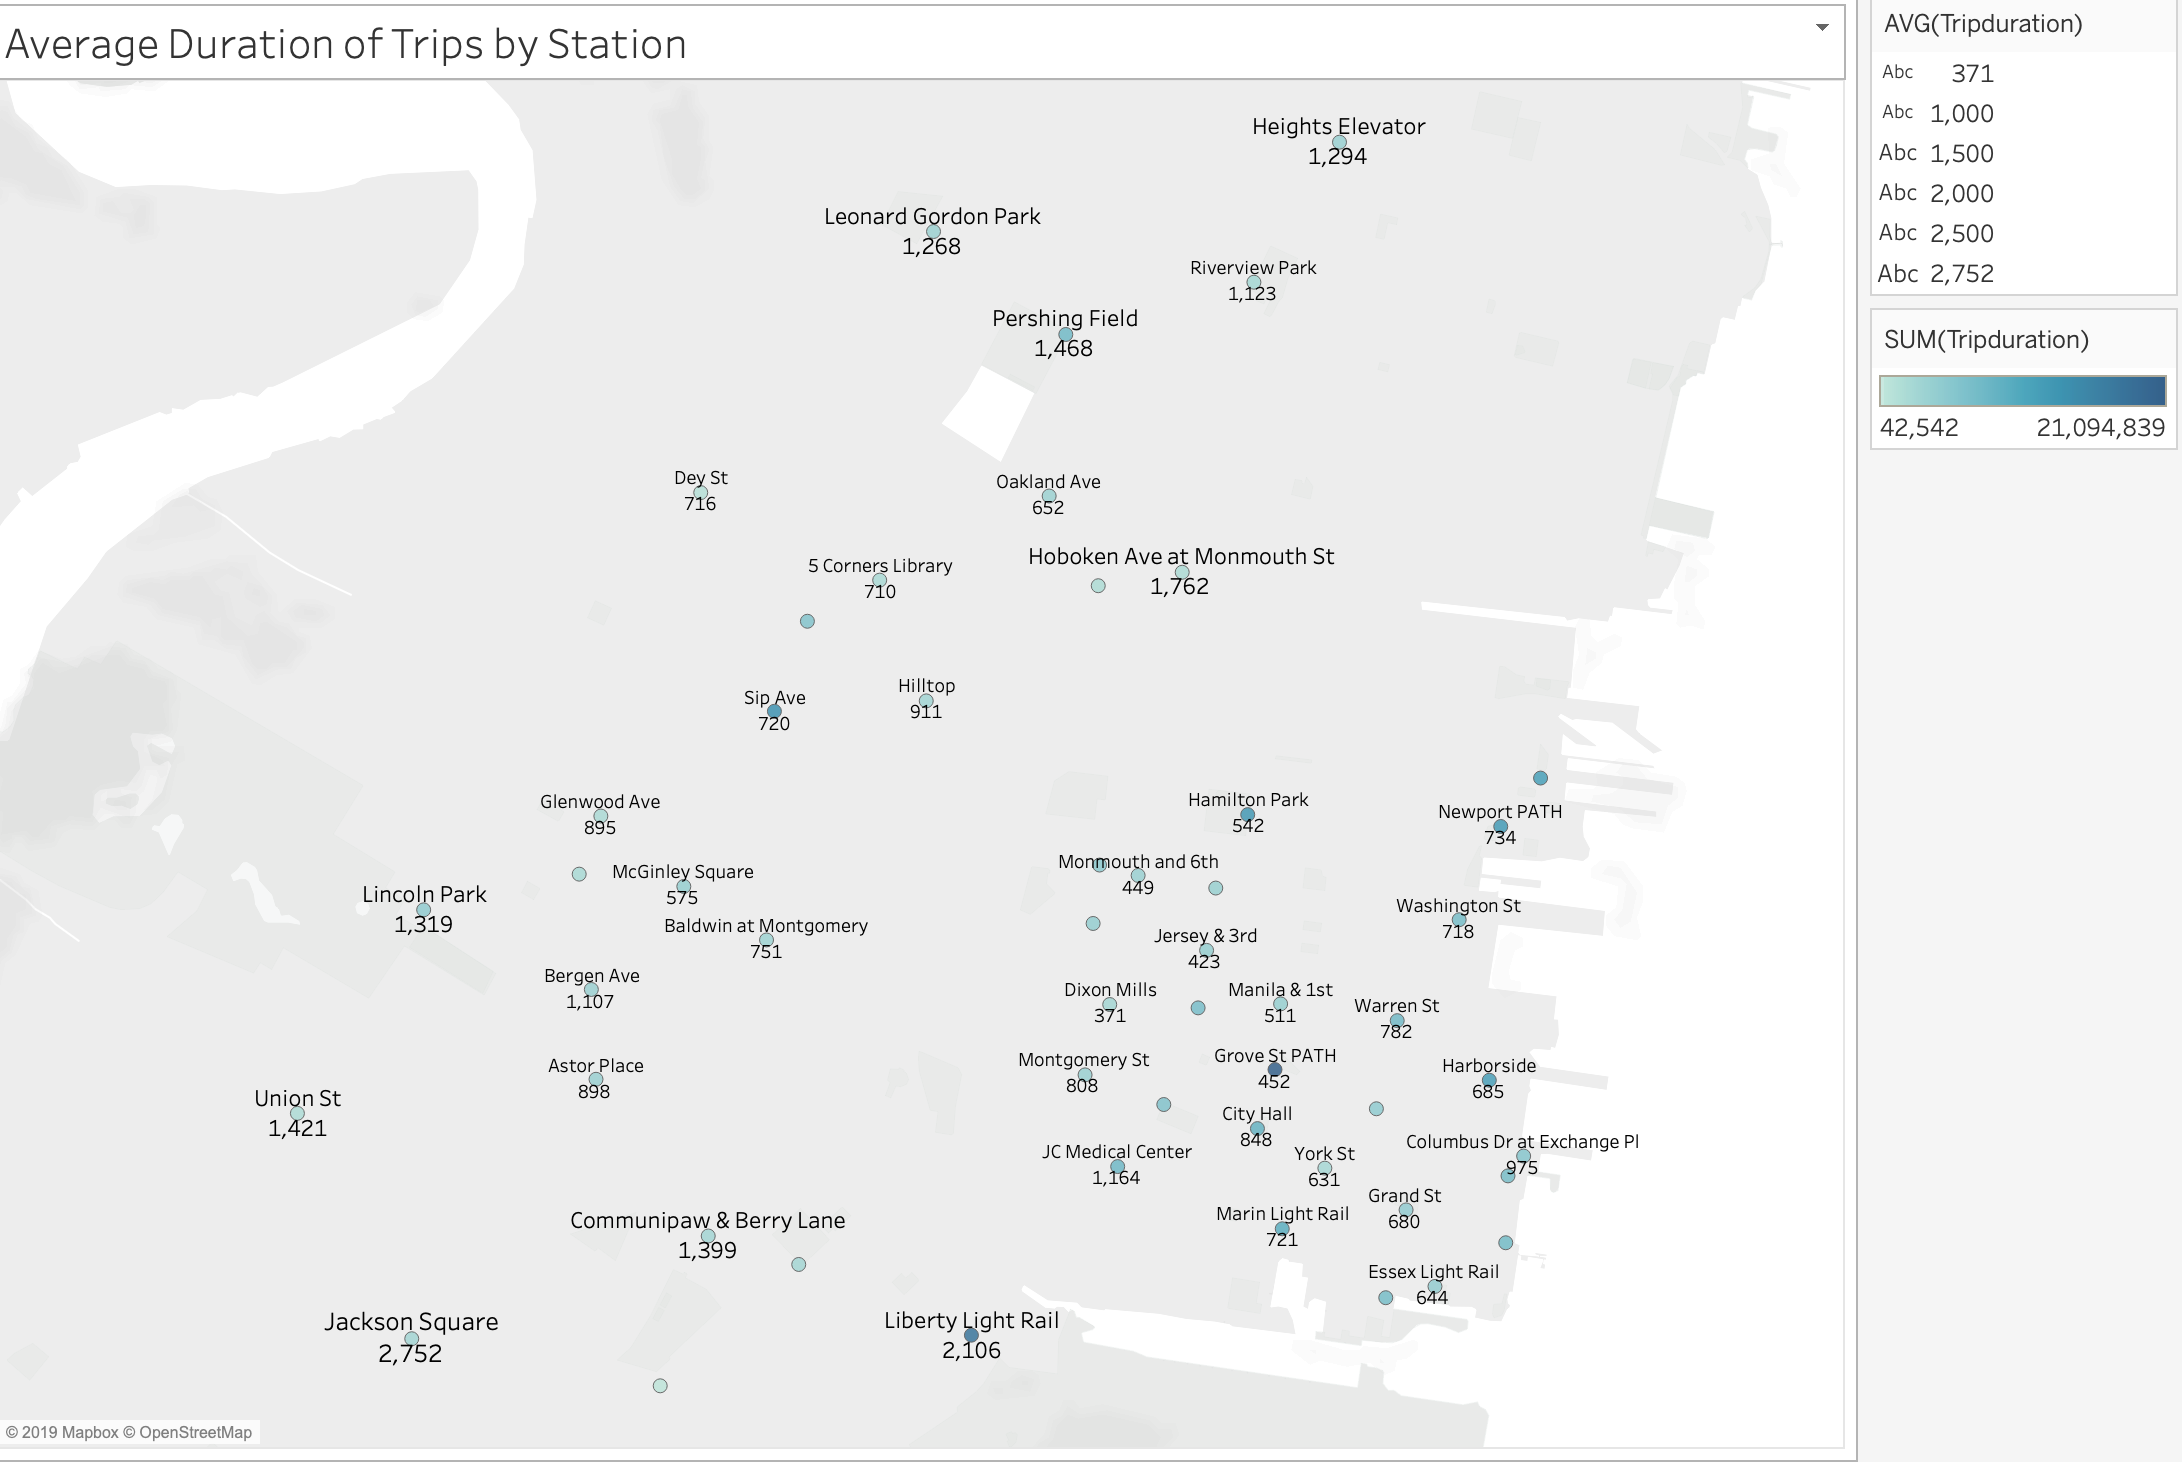 Average Duration of Trips by Station
Heights Elevator
1,294
Leonard Gordon Park
1,268
Riverview Park
1,123
Pershing Field
1,468
Dey St
716
Oakland Ave
652
5 Corners Library
710
Hoboken Ave at Monmouth St
1,762
Sip Ave
720
Hilltop
911
Glenwood Ave
895
Hamilton Park
542
Newport PATH
734
McGinley Square
575
Monmouth and 6th
449
Lincoln Park
1,319
Baldwin at Montgomery
751
Washington St
718
Jersey & 3rd
423
Bergen Ave
1,107
Dixon Mills
371
Manila & 1st
511
Warren St
782
Astor Place
898
Montgomery St
808
Grove St PATH
452
Harborside
685
Union St
1,421
City Hall
848
JC Medical Center
1,164
York St
631
Columbus Dr at Exchange Pl
975
Grand St
680
Communipaw & Berry Lane
1,399
Marin Light Rail
721
Essex Light Rail
644
Jackson Square
2,752
Liberty Light Rail
2,106
© 2019 Mapbox © OpenStreetMap
AVG(Tripduration)
Abc 371
Abc 1,000
Abc 1,500
Abc 2,000
Abc 2,500
Abc 2,752
SUM(Tripduration)
42,542 21,094,839